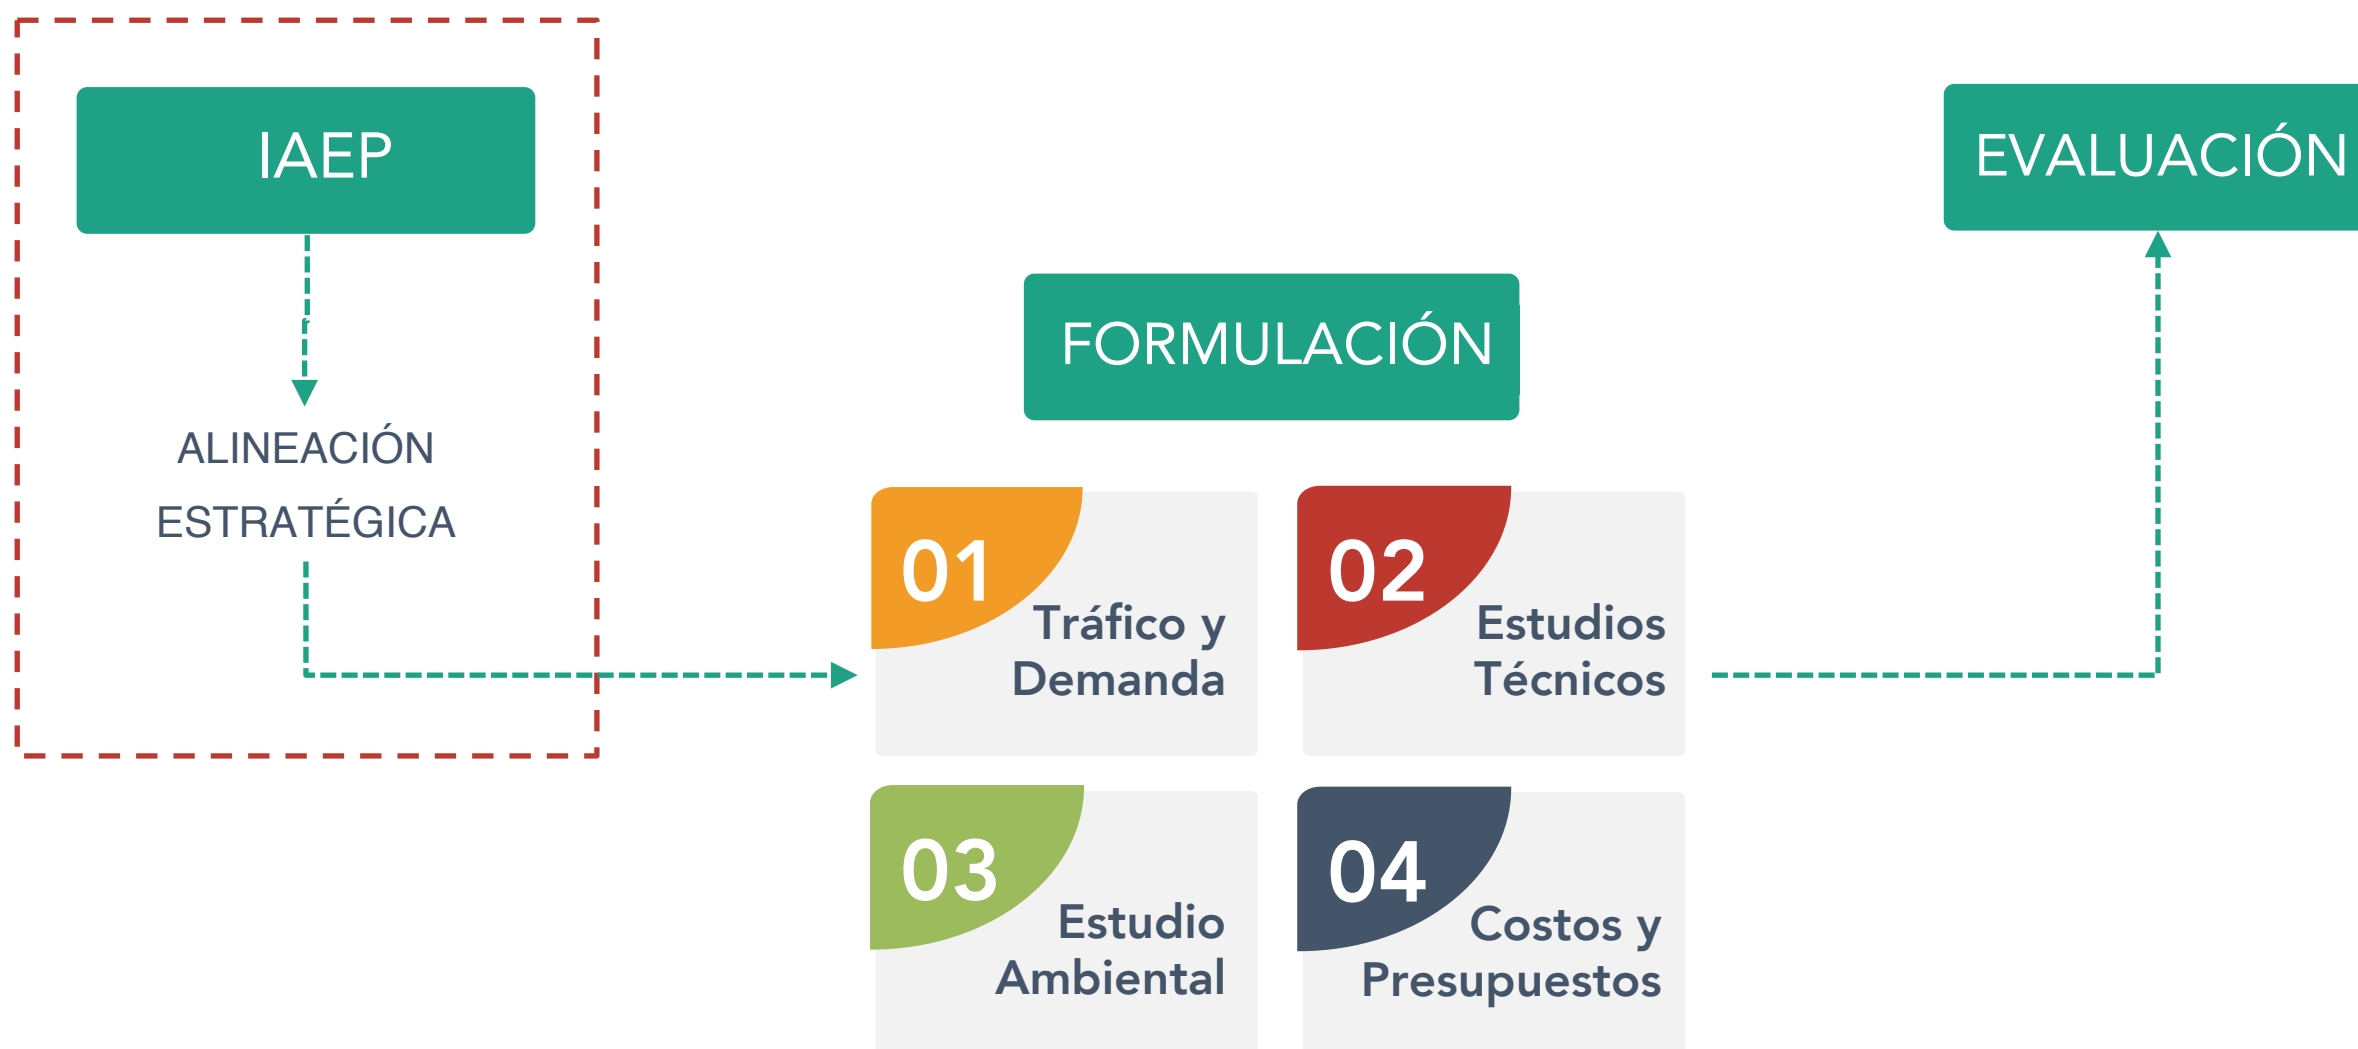 IAEP
ALINEACIÓN
ESTRATÉGICA
FORMULACIÓN
01
Tráfico y
Demanda
02
Estudios
Técnicos
03
Estudio
Ambiental
04
Costos y
Presupuestos
EVALUACIÓN